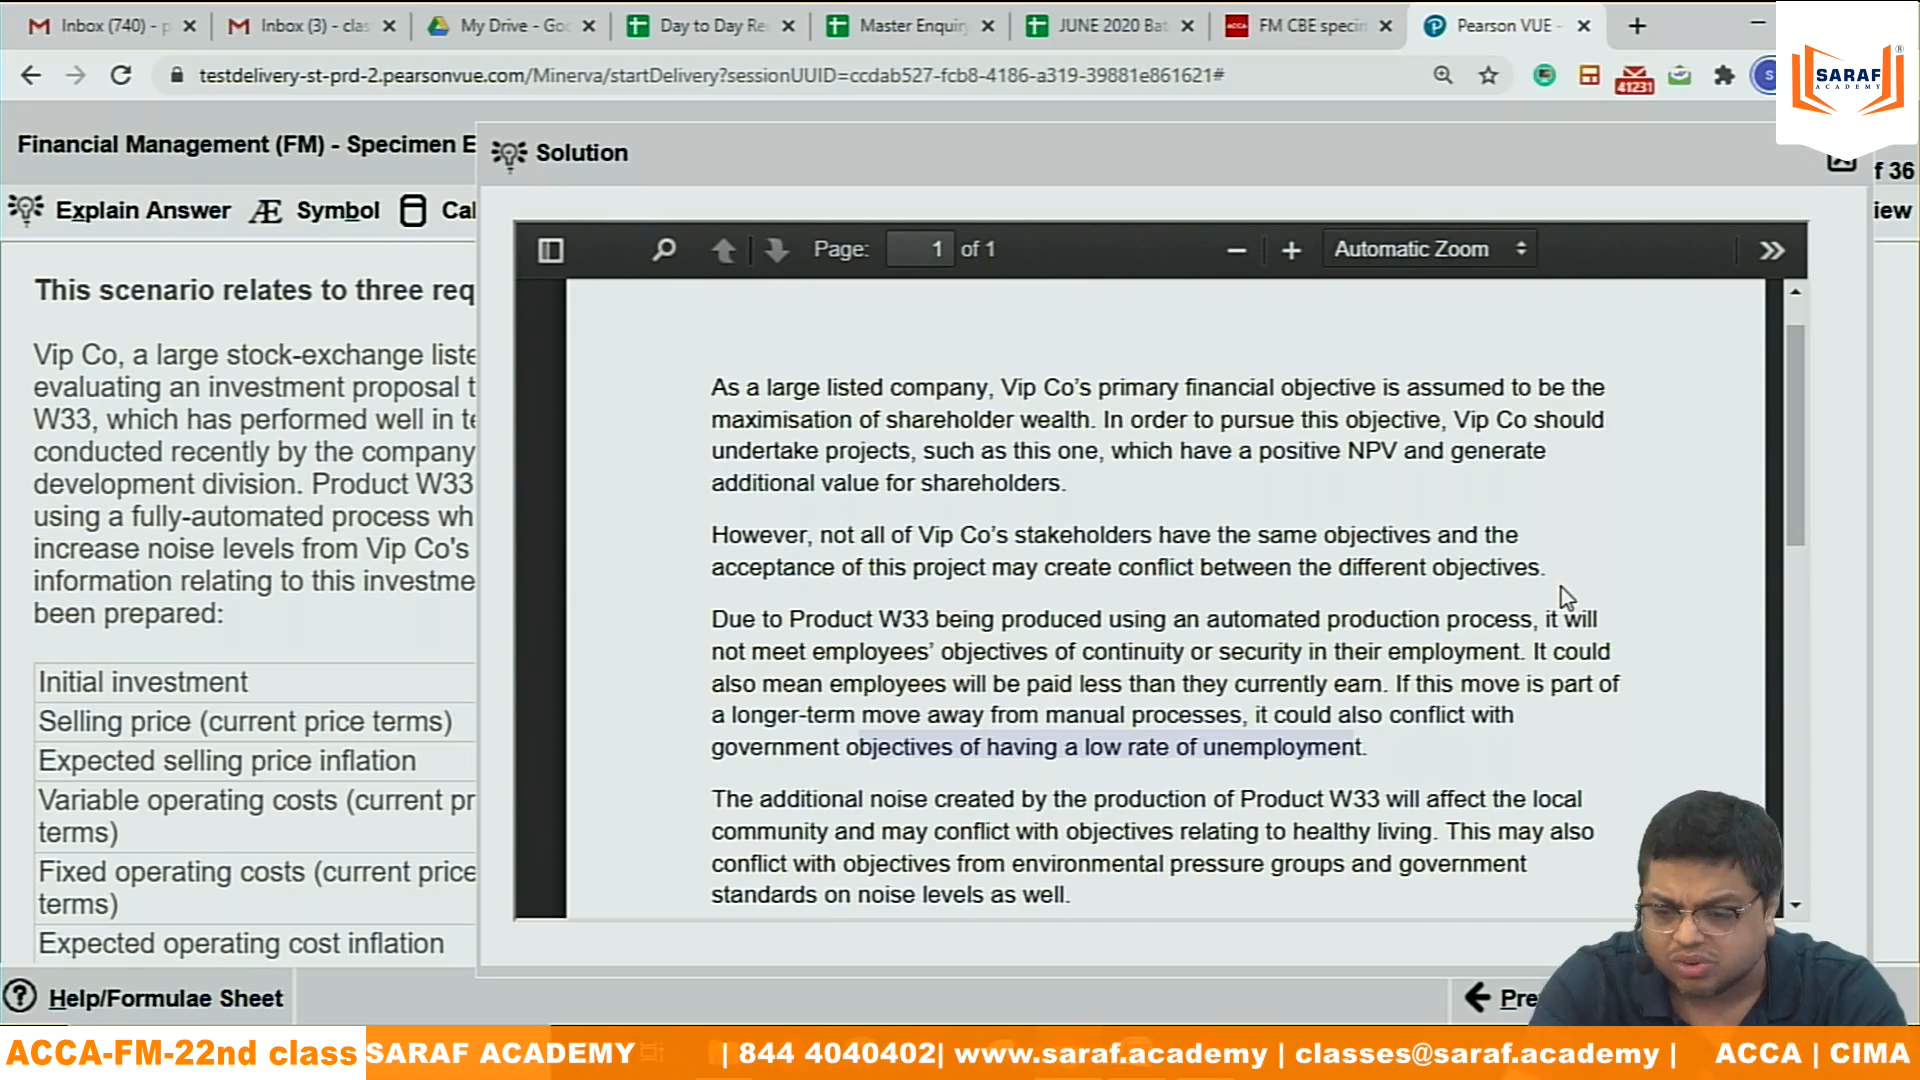 Inbox (740) - p
Inbox (3) - clas
My Drive - Goo
Day to Day Re
Master Enquiry
JUNE 2020 Bat
FM CBE specin
Pearson VUE -
testdelivery-st-prd-2.pearsonvue.com/Minerva/startDelivery?sessionUUID=ccdab527-fcb8-4186-a319-39881e861621#
41231
S
SARAF
ACADEMY
Financial Management (FM) - Specimen E
Solution
f 36
Explain Answer
Symbol
Cal
iew
Page: 1 of 1
Automatic Zoom
This scenario relates to three req
Vip Co, a large stock-exchange liste
evaluating an investment proposal t
W33, which has performed well in te
conducted recently by the company
development division. Product W33
using a fully-automated process wh
increase noise levels from Vip Co's
information relating to this investme
been prepared:
Initial investment
Selling price (current price terms)
Expected selling price inflation
Variable operating costs (current pr
terms)
Fixed operating costs (current price
terms)
Expected operating cost inflation
As a large listed company, Vip Co's primary financial objective is assumed to be the
maximisation of shareholder wealth. In order to pursue this objective, Vip Co should
undertake projects, such as this one, which have a positive NPV and generate
additional value for shareholders.
However, not all of Vip Co's stakeholders have the same objectives and the
acceptance of this project may create conflict between the different objectives.
Due to Product W33 being produced using an automated production process, it will
not meet employees' objectives of continuity or security in their employment. It could
also mean employees will be paid less than they currently earn. If this move is part of
a longer-term move away from manual processes, it could also conflict with
government objectives of having a low rate of unemployment.
The additional noise created by the production of Product W33 will affect the local
community and may conflict with objectives relating to healthy living. This may also
conflict with objectives from environmental pressure groups and government
standards on noise levels as well.
Help/Formulae Sheet
Pre
ACCA-FM-22nd class SARAF ACADEMY | 844 4040402| www.saraf.academy | classes@saraf.academy | ACCA | CIMA